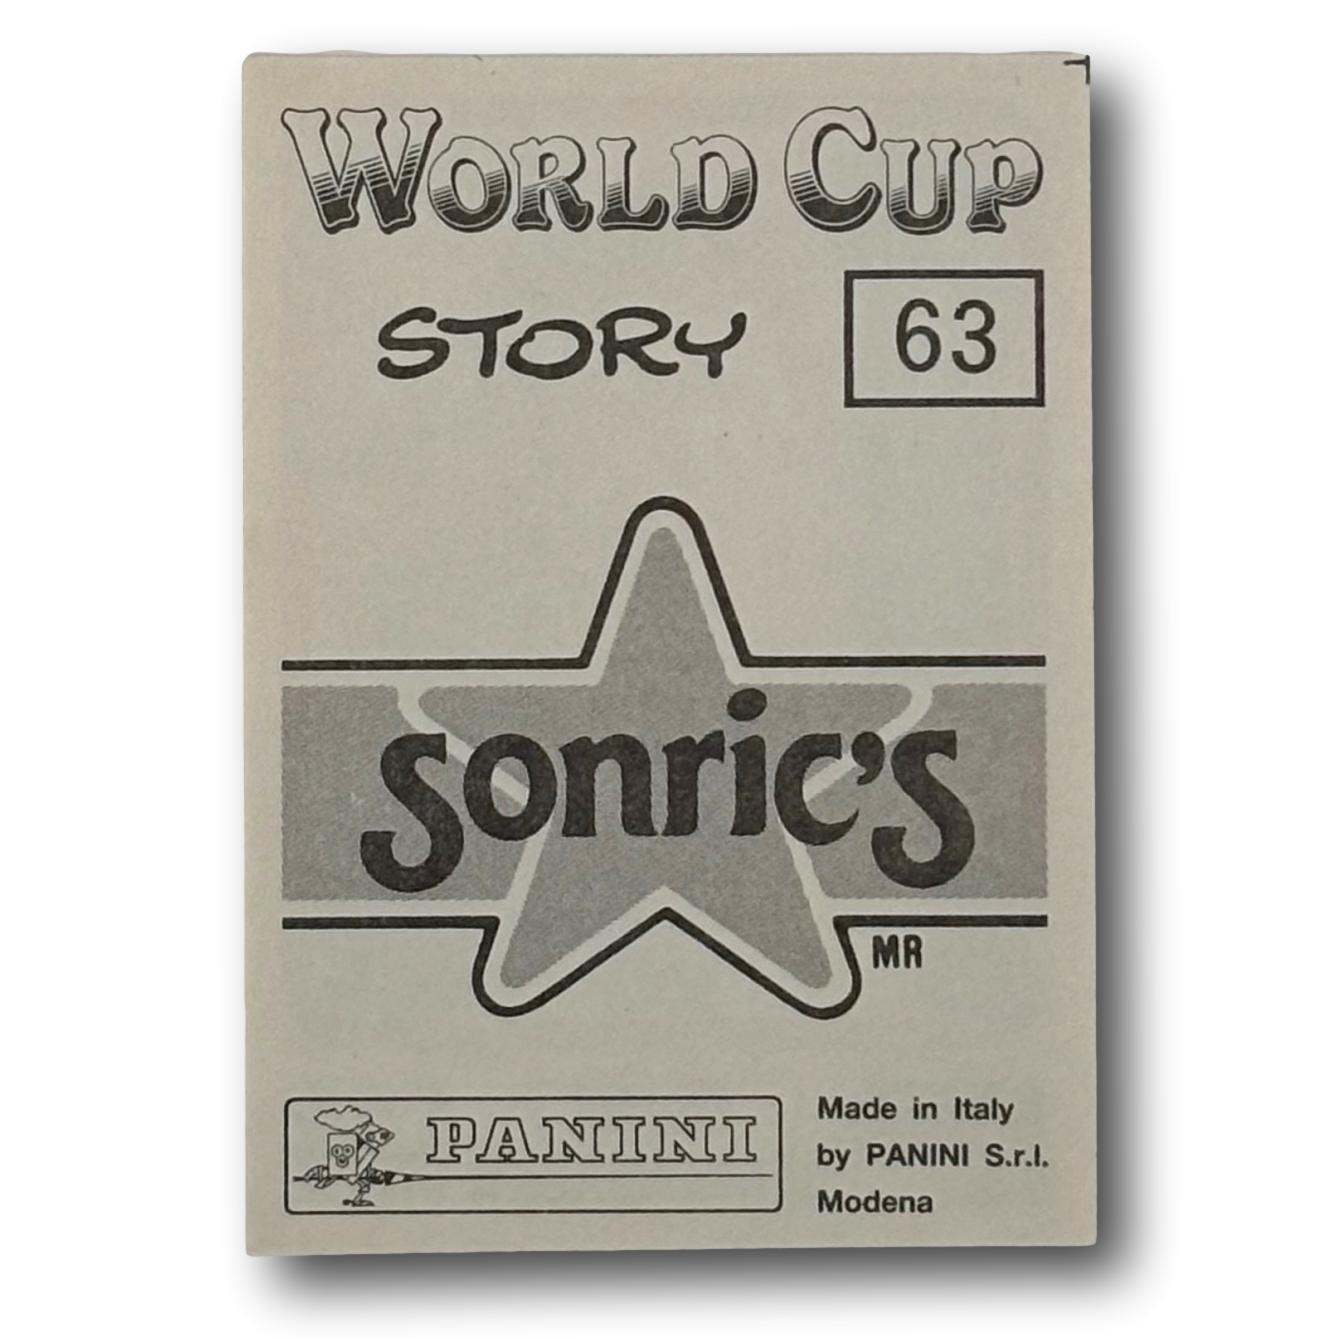 WORLD CUP
STORY
63
sonric's
MR
PANINI
Made in Italy
by PANINI S.r.l.
Modena